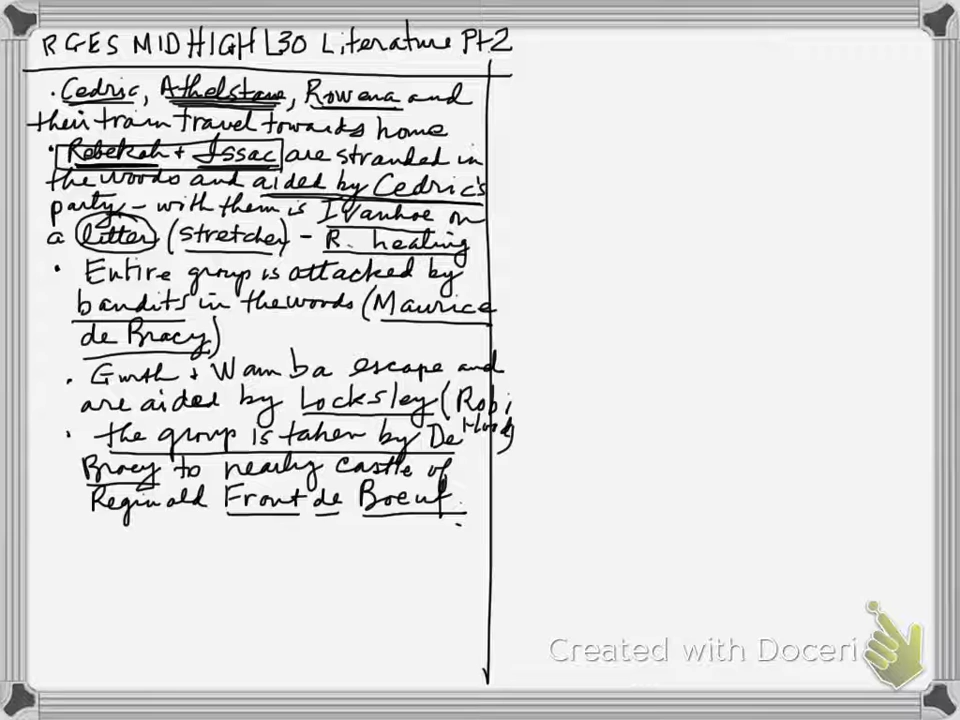 RGES MIDHIGH L30 Literature Pt 2
· Cedric, Athelstane, Rowena and
their train travel towards home
· Rebekah + Issac are stranded in
the woods and aided by Cedric's
party - with them is Ivanhoe on
a litter (stretcher) - R. healing
· Entire group is attacked by
bandits in the woods (Maurice
de Bracy)
· Gurth + Wamba escape and
are aided by Locksley (Robin
Hood)
· the group is taken by De
Bracy to nearby castle of
Reginald Front de Boeuf.
Created with Doceri